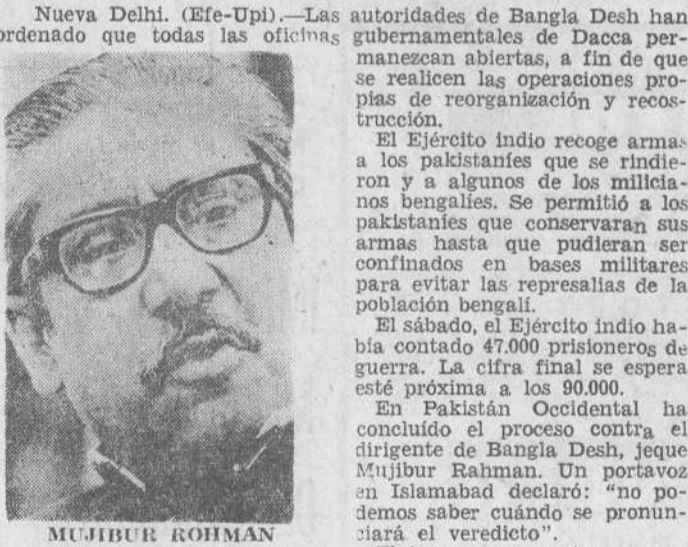 Nueva Delhi. (Efe-Upi).—Las autoridades de Bangla Desh han
ordenado que todas las oficinas gubernamentales de Dacca per-
manezcan abiertas, a fin de que
se realicen las operaciones pro-
pias de reorganización y recos-
trucción.
El Ejército indio recoge armas
a los pakistaníes que se rindie-
ron y a algunos de los milicia-
nos bengalíes. Se permitió a los
pakistaníes que conservaran sus
armas hasta que pudieran ser
confinados en bases militares
para evitar las represalias de la
población bengalí.
El sábado, el Ejército indio ha-
bía contado 47.000 prisioneros de
guerra. La cifra final se espera
esté próxima a los 90.000.
En Pakistán Occidental ha
concluído el proceso contra el
dirigente de Bangla Desh, jeque
Mujibur Rahman. Un portavoz
en Islamabad declaró: "no po-
demos saber cuándo se pronun-
ciará el veredicto".
MUJIBUR ROHMAN